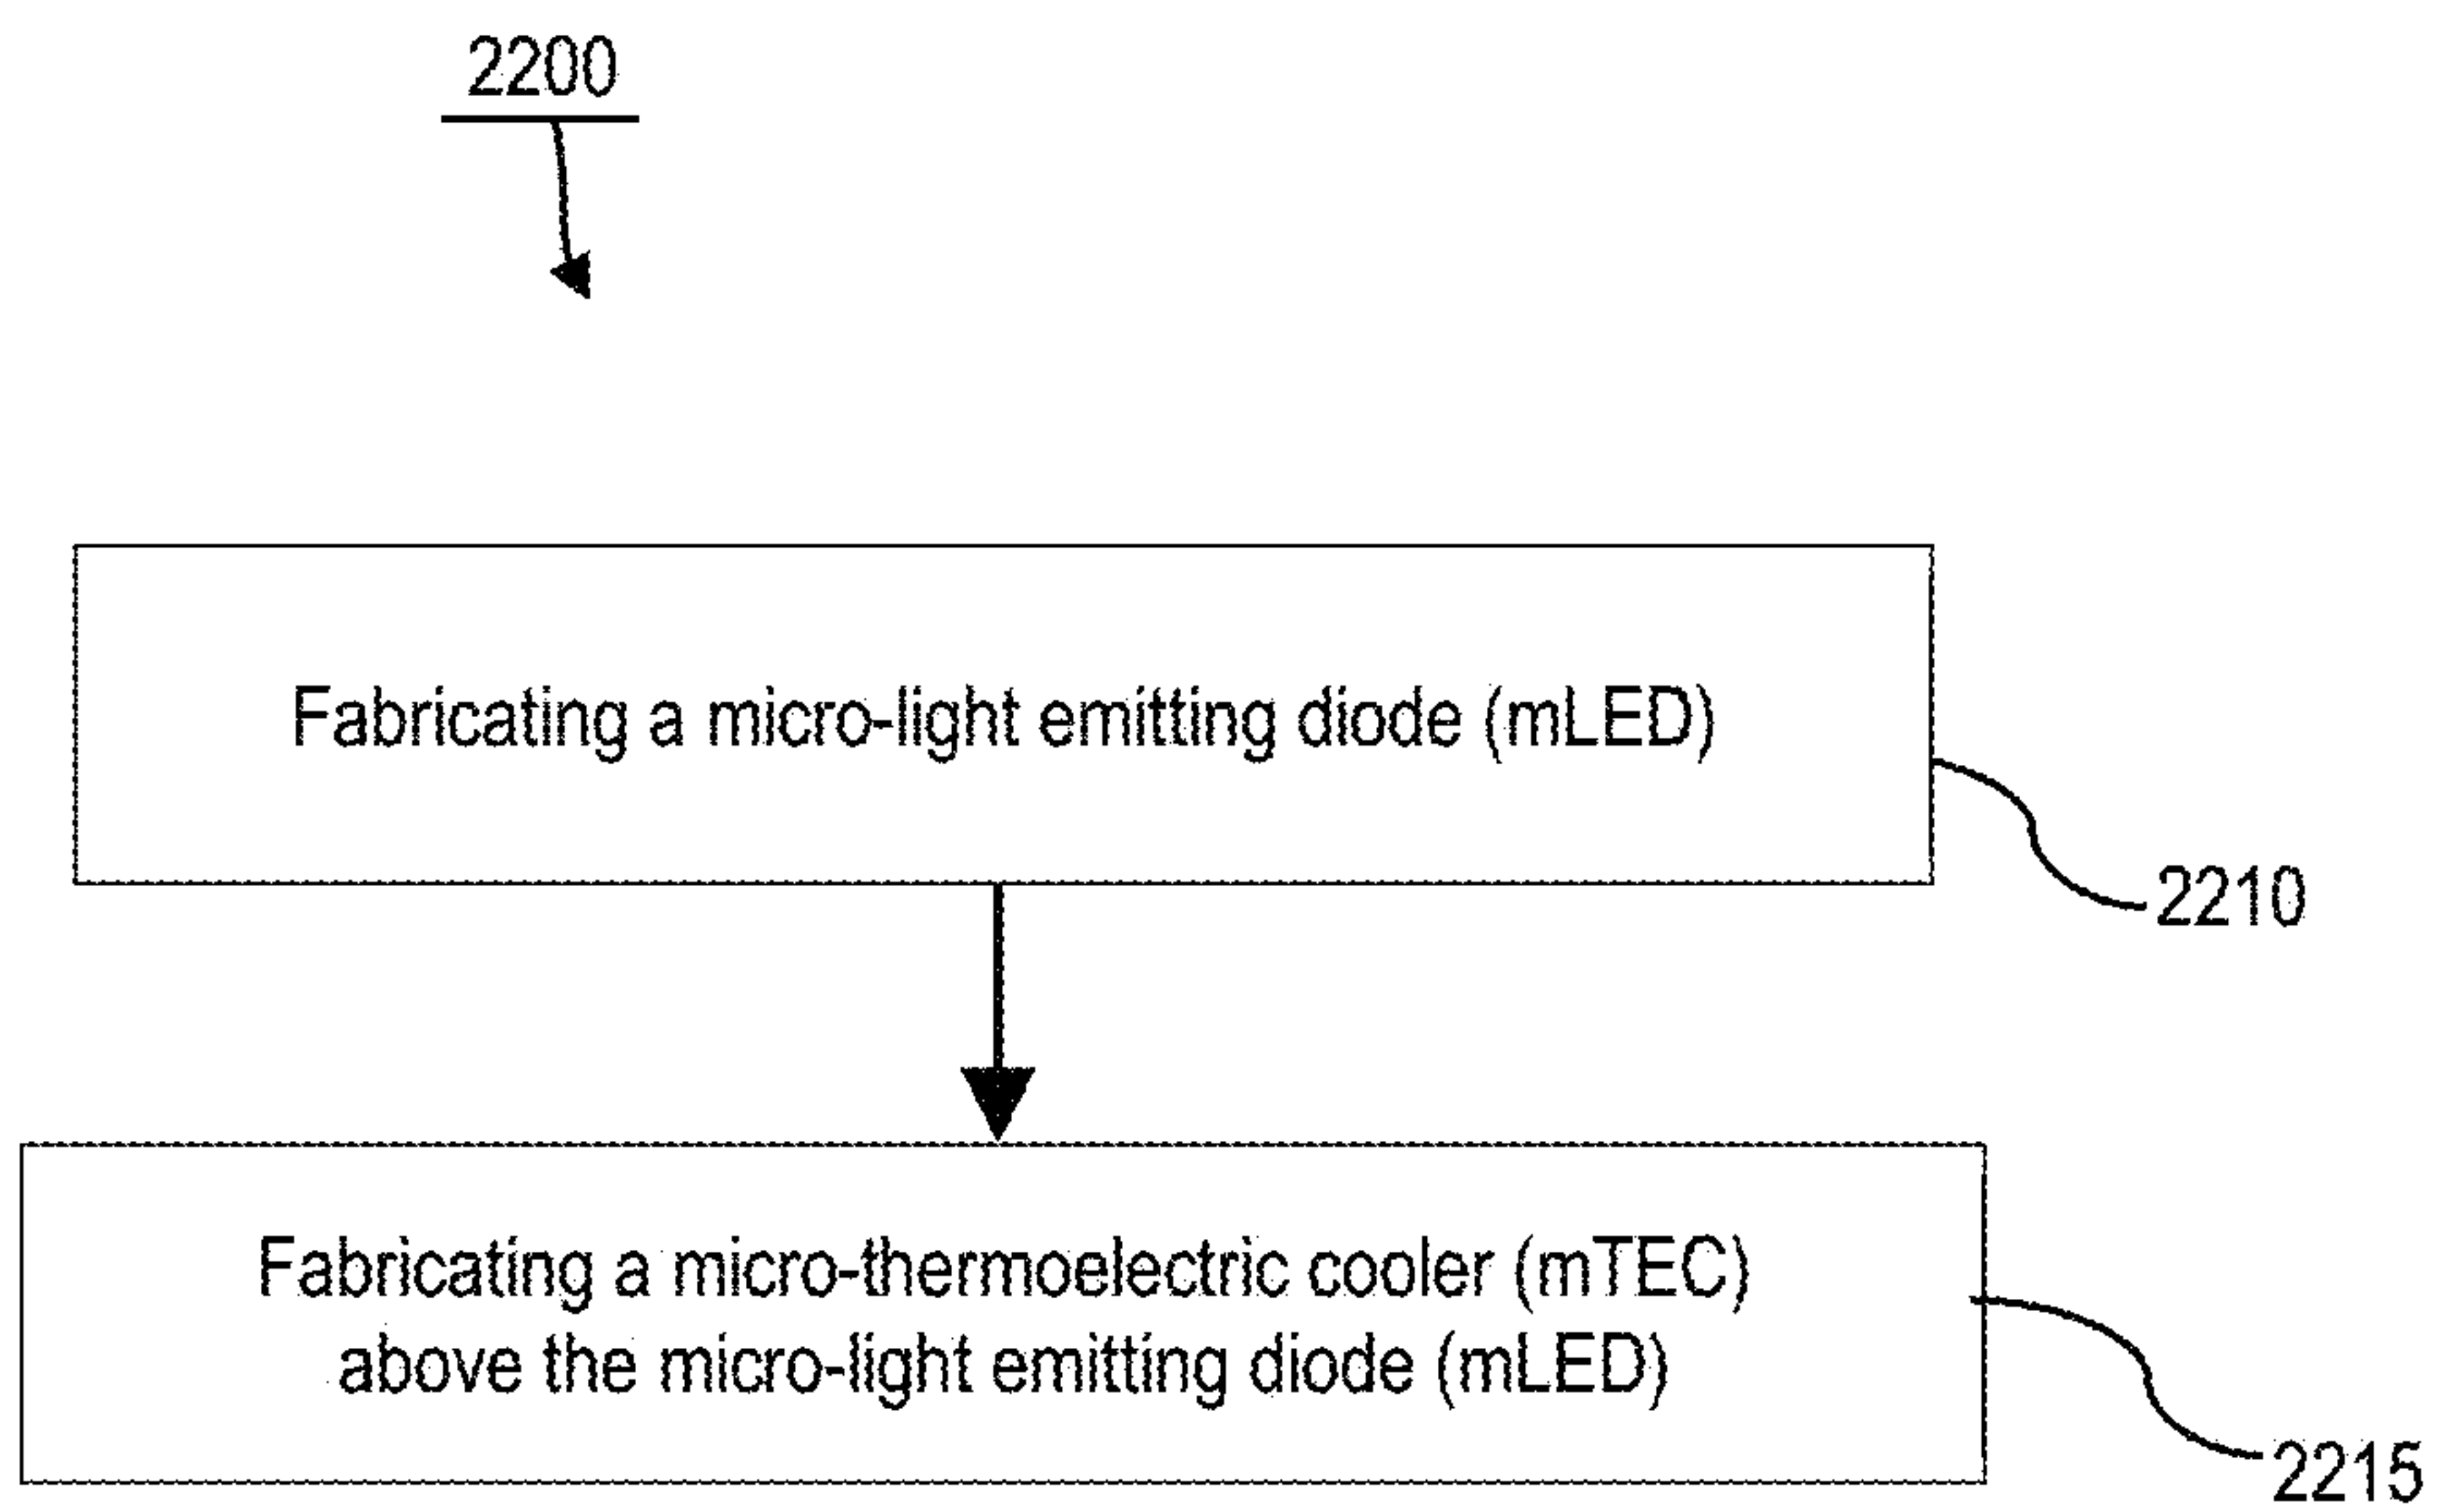 2200
Fabricating a micro-light emitting diode (mLED)
2210
Fabricating a micro-thermoelectric cooler (mTEC)
above the micro-light emitting diode (mLED)
2215